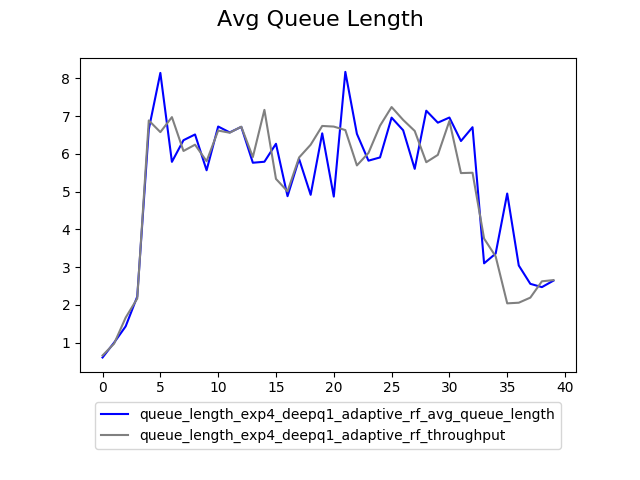 Avg Queue Length
8
7
6
5
4
3
2
1
0 5 10 15 20 25 30 35 40
queue_length_exp4_deepq1_adaptive_rf_avg_queue_length
queue_length_exp4_deepq1_adaptive_rf_throughput